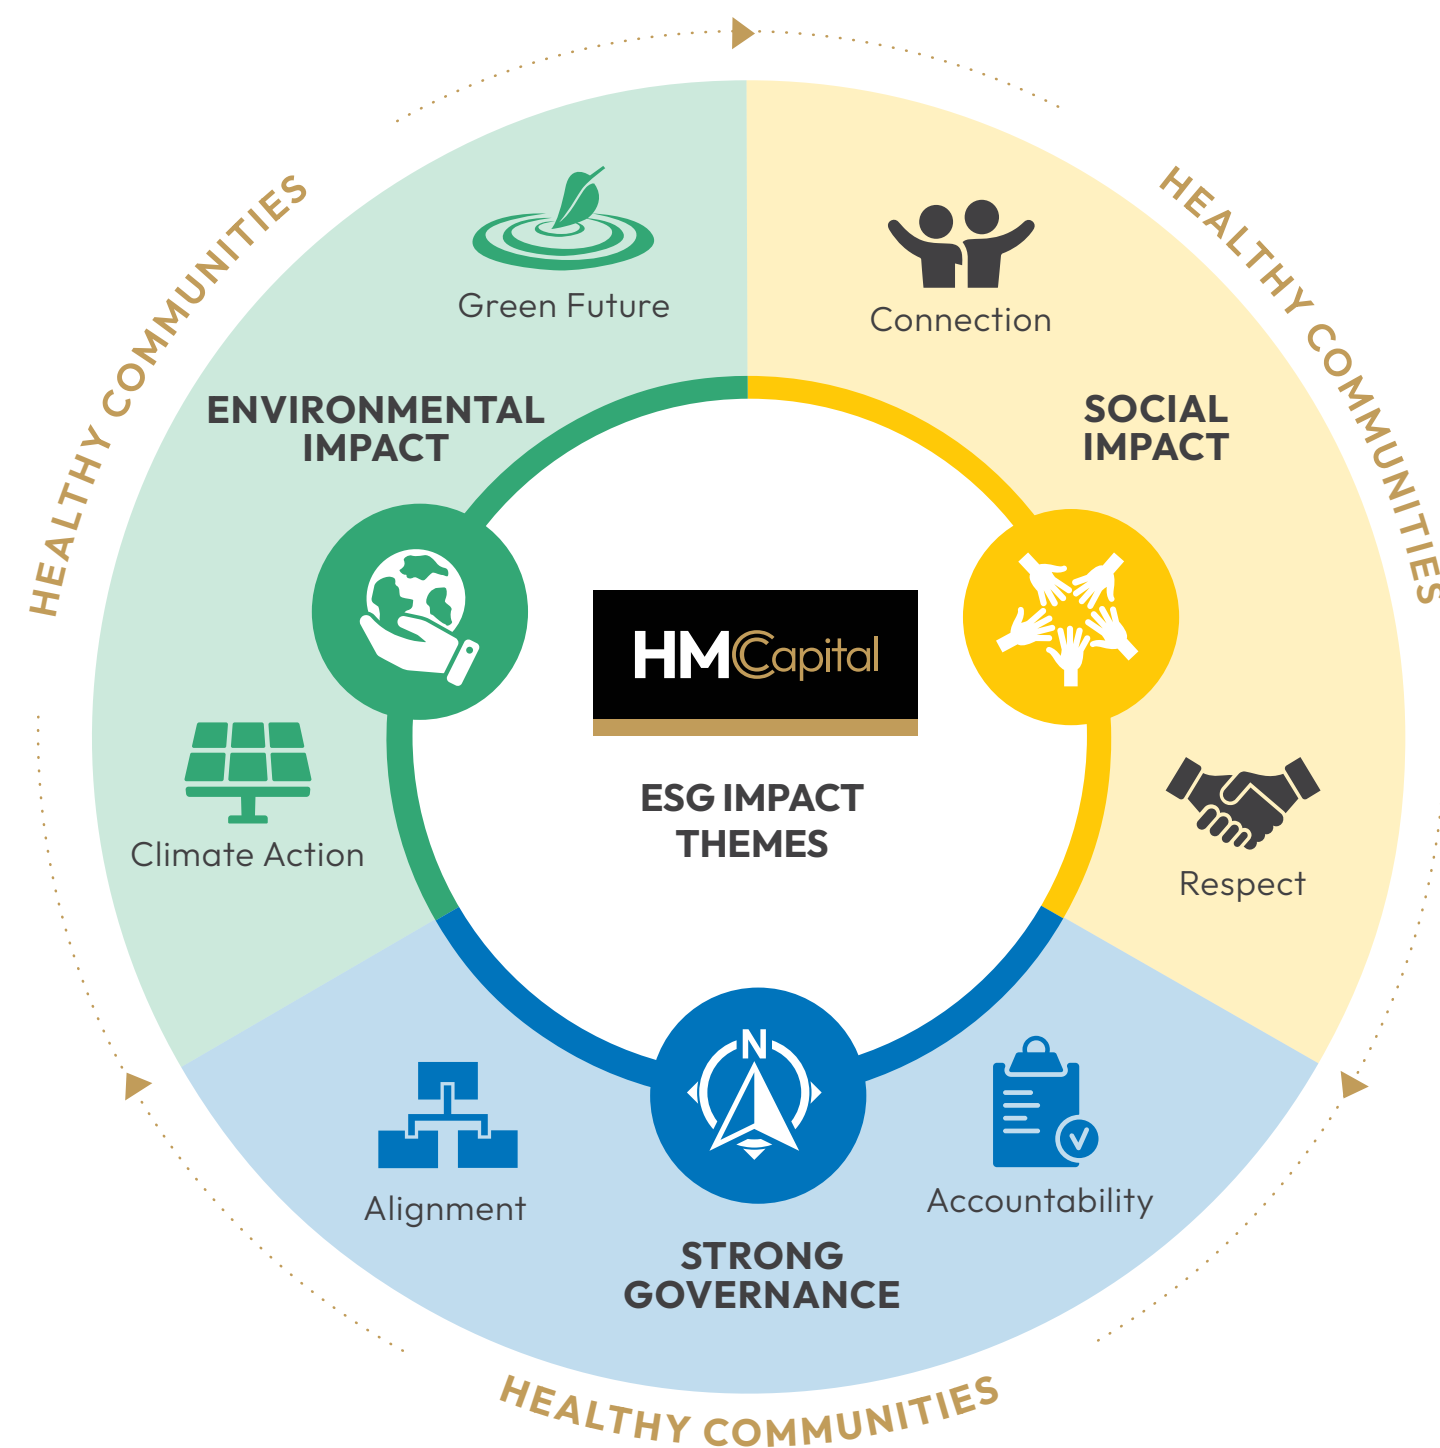 HEALTHY COMMUNITIES
HEALTHY COMMUNITIES
Green Future
Connection
ENVIRONMENTAL
IMPACT
SOCIAL
IMPACT
HMCapital
ESG IMPACT
THEMES
Climate Action
Respect
N
Alignment
Accountability
STRONG
GOVERNANCE
HEALTHY COMMUNITIES